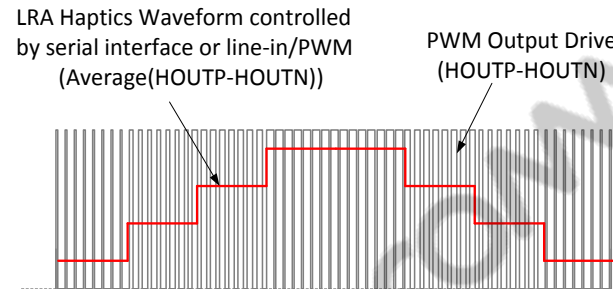 LRA Haptics Waveform controlled
by serial interface or line-in/PWM
(Average(HOUTP-HOUTN))
PWM Output Drive
(HOUTP-HOUTN)